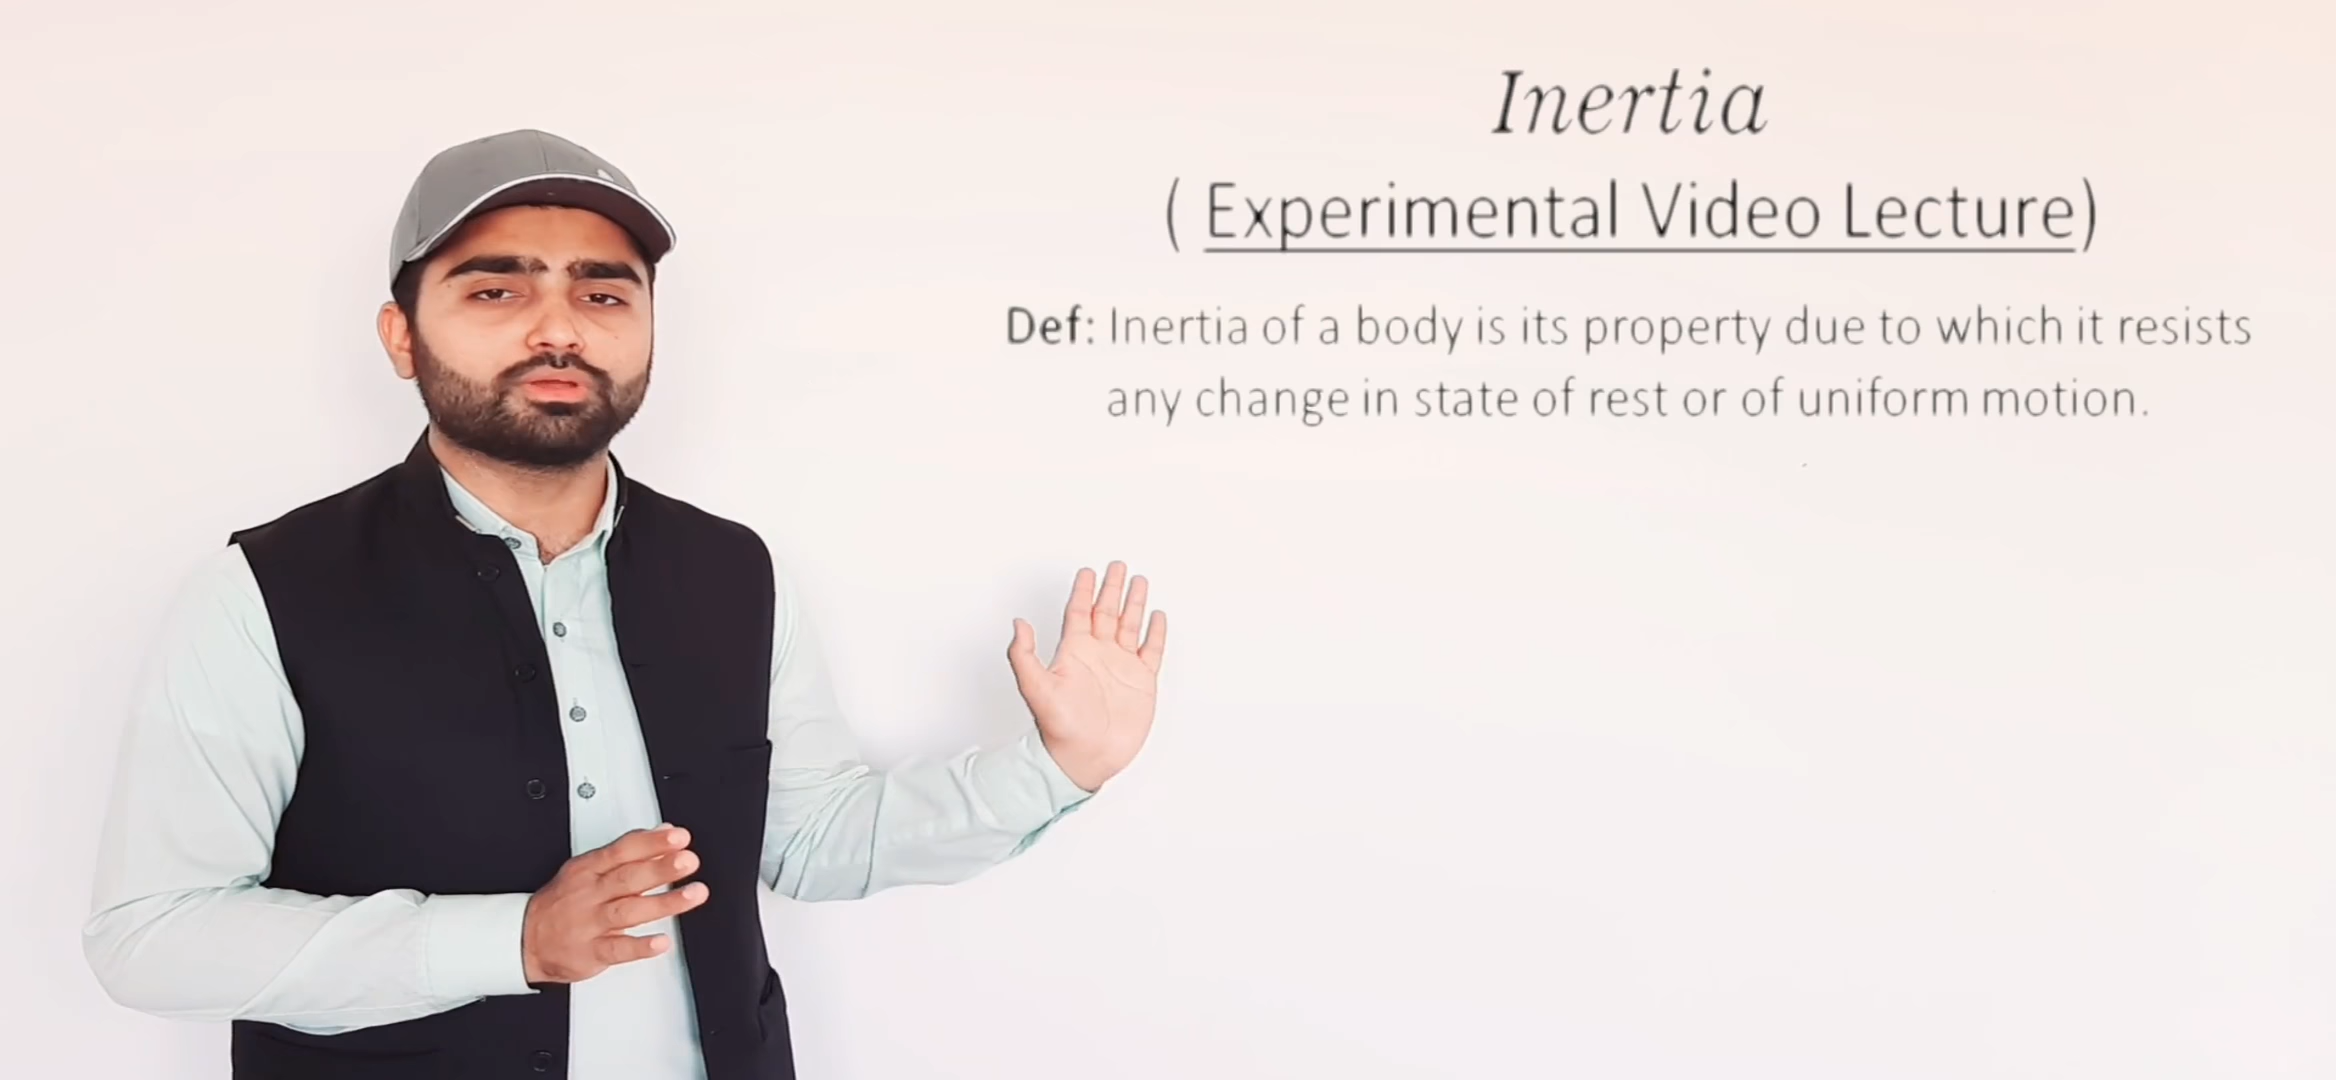 Inertia
( Experimental Video Lecture)
Def: Inertia of a body is its property due to which it resists
any change in state of rest or of uniform motion.